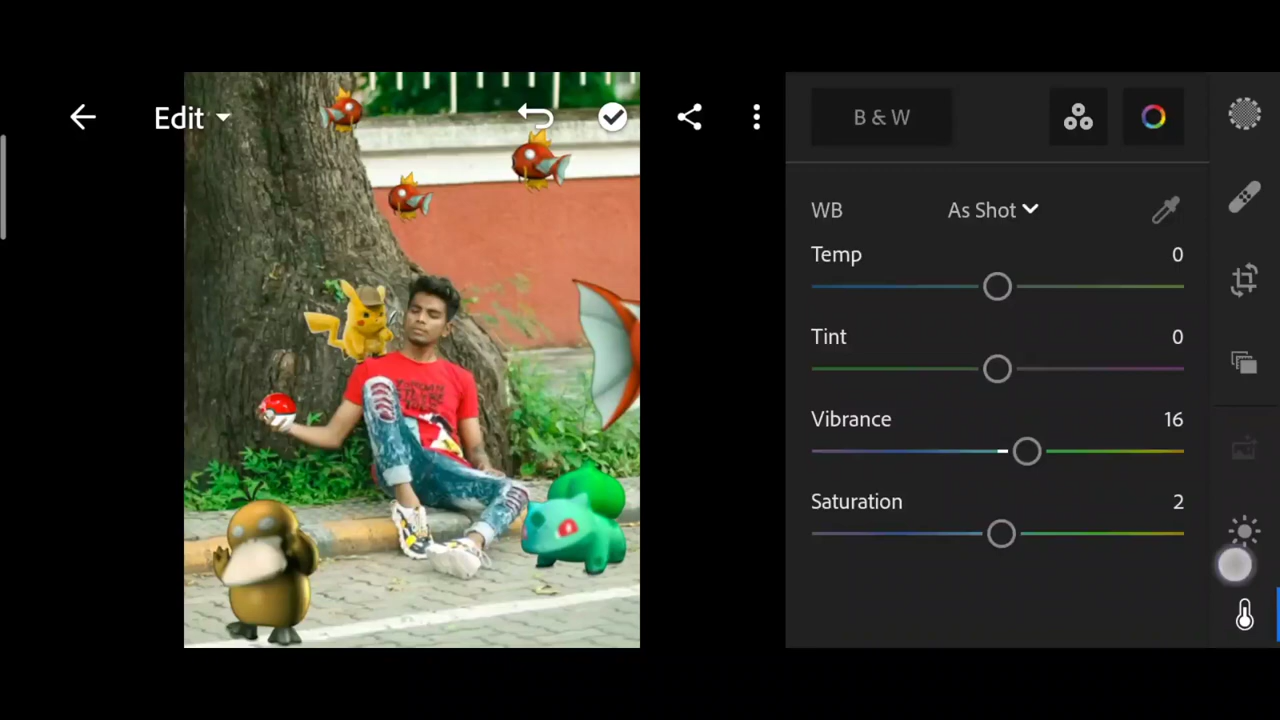 Edit
B & W
WB
As Shot
Temp
0
Tint
0
Vibrance
16
Saturation
2